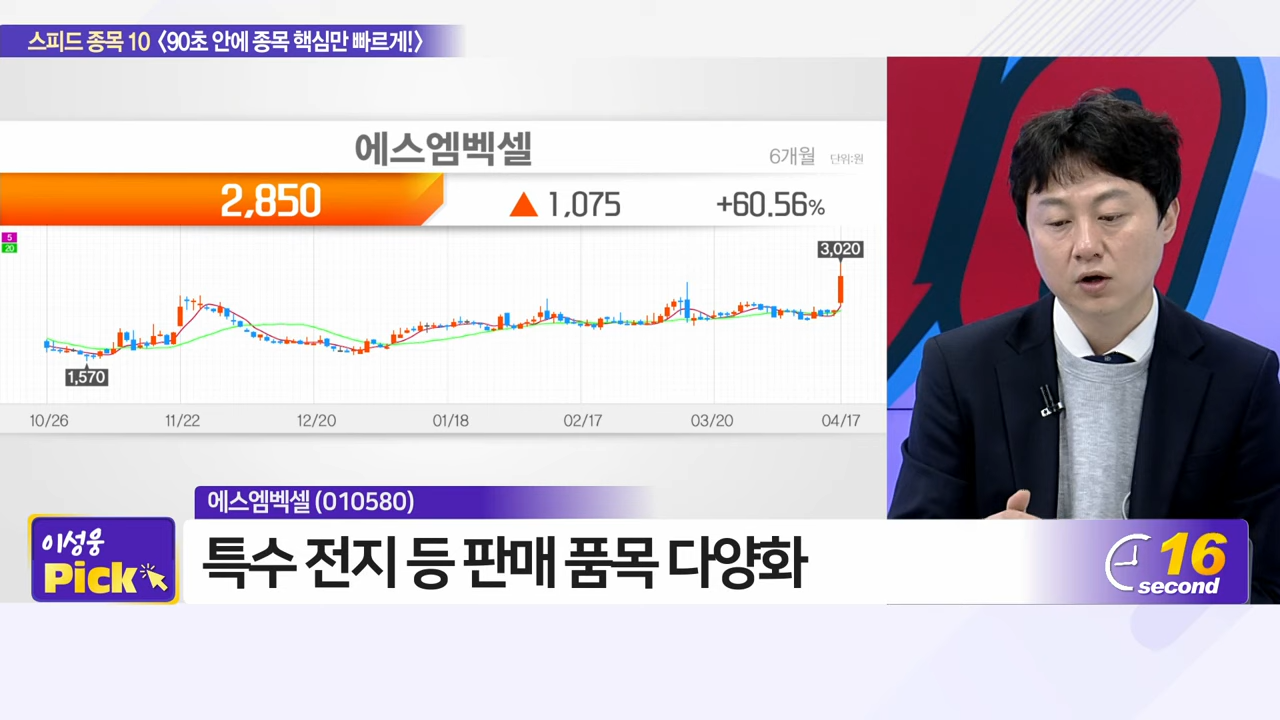 스피드 종목 10 〈90초 안에 종목 핵심만 빠르게!〉
에스엠벡셀
6개월 단위:원
2,850 ▲ 1,075 +60.56%
5
20
3,020
1,570
10/26 11/22 12/20 01/18 02/17 03/20 04/17
에스엠벡셀 (010580)
이성웅
Pick
특수 전지 등 판매 품목 다양화
16
second